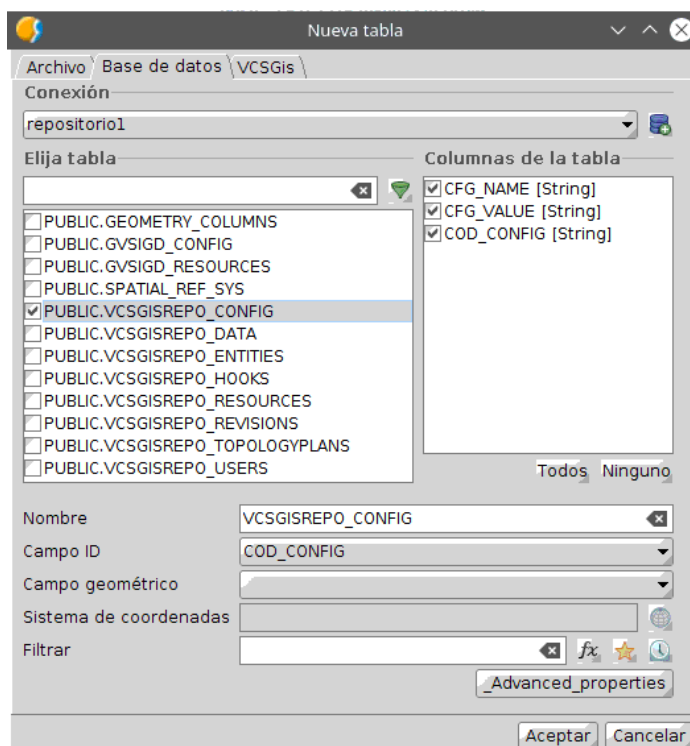 Nueva tabla
Archivo Base de datos VCSGis
Conexión
repositorio1
Elija tabla
PUBLIC.GEOMETRY_COLUMNS
PUBLIC.GVSIGD_CONFIG
PUBLIC.GVSIGD_RESOURCES
PUBLIC.SPATIAL_REF_SYS
PUBLIC.VCSGISREPO_CONFIG
PUBLIC.VCSGISREPO_DATA
PUBLIC.VCSGISREPO_ENTITIES
PUBLIC.VCSGISREPO_HOOKS
PUBLIC.VCSGISREPO_RESOURCES
PUBLIC.VCSGISREPO_REVISIONS
PUBLIC.VCSGISREPO_TOPOLOGYPLANS
PUBLIC.VCSGISREPO_USERS
Columnas de la tabla
CFG_NAME [String]
CFG_VALUE [String]
COD_CONFIG [String]
Todos Ninguno
Nombre VCSGISREPO_CONFIG
Campo ID COD_CONFIG
Campo geométrico
Sistema de coordenadas
Filtrar fx
_Advanced_properties
Aceptar Cancelar